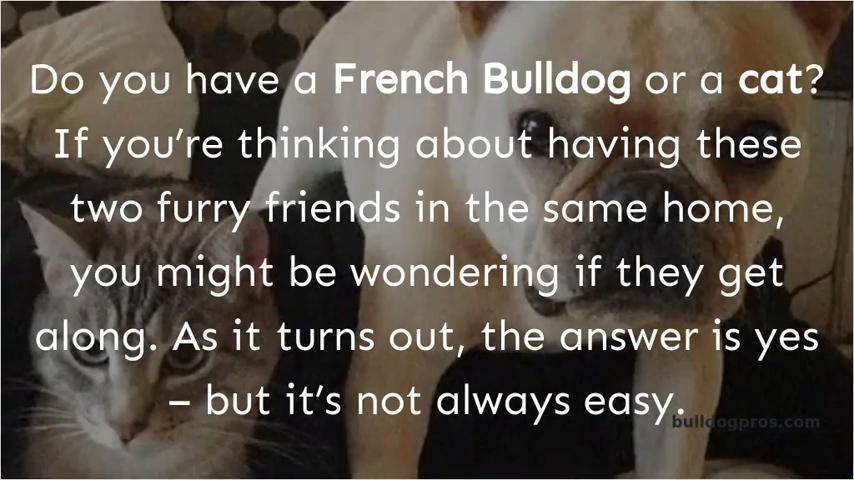 Do you have a French Bulldog or a cat?
If you’re thinking about having these
two furry friends in the same home,
you might be wondering if they get
along. As it turns out, the answer is yes
– but it’s not always easy.
bulldogpros.com